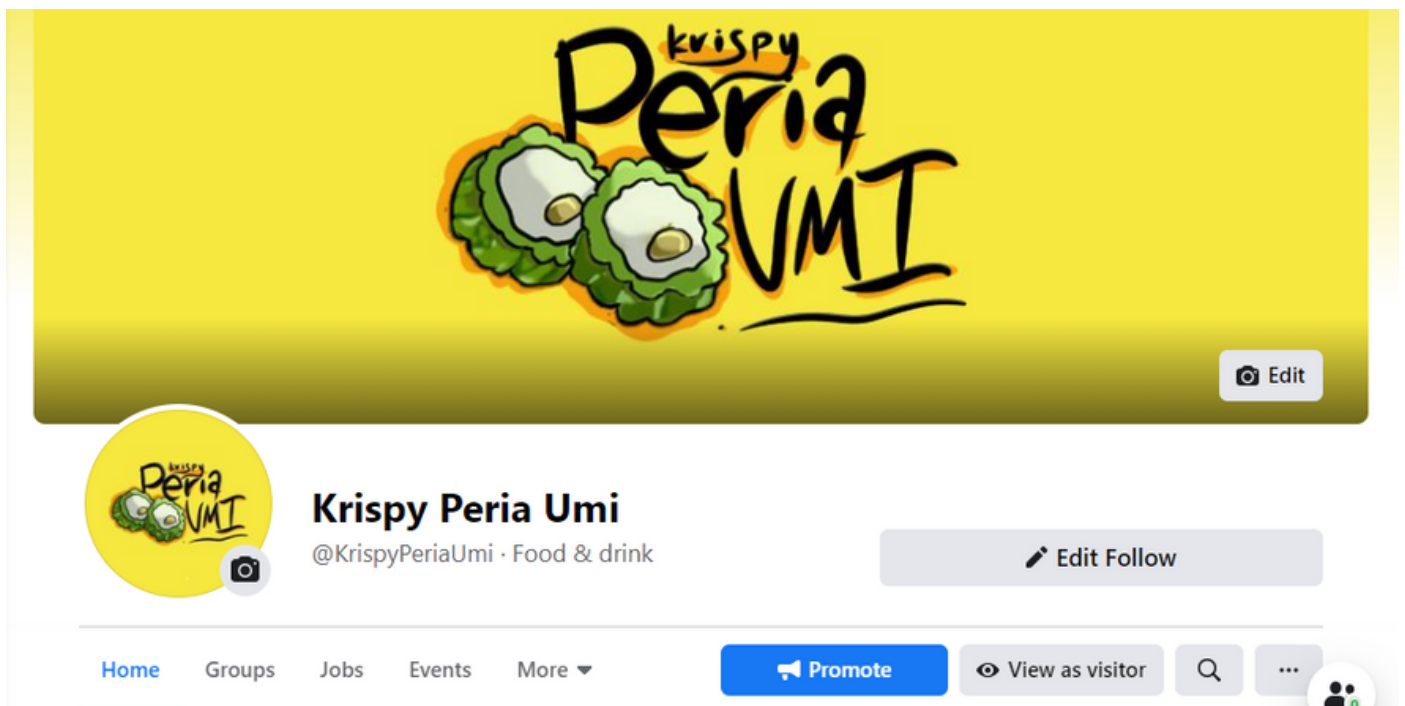 krispy
Peria
UMI
Edit
krispy
Peria
UMI
Krispy Peria Umi
@KrispyPeriaUmi · Food & drink
Edit Follow
Home Groups Jobs Events More
Promote View as visitor ...
0